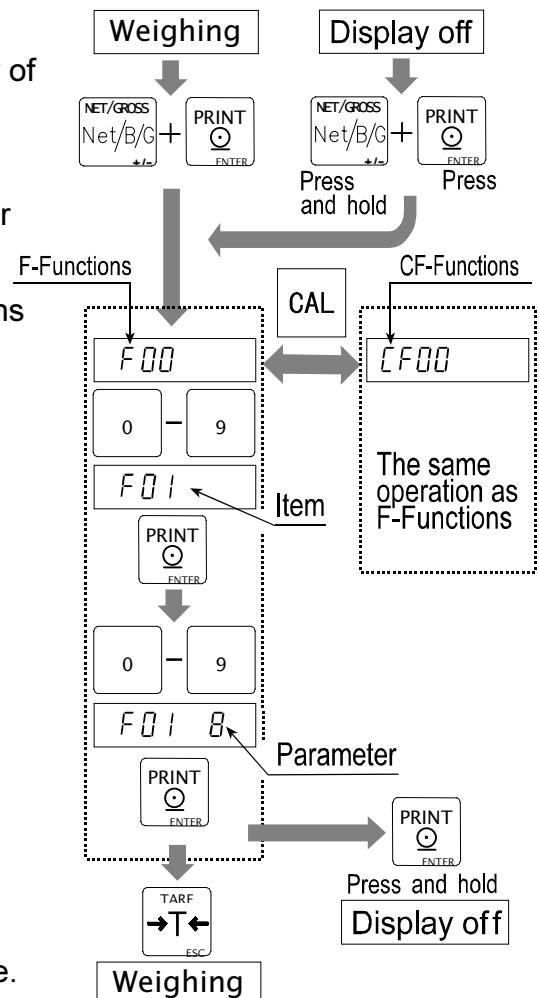 Weighing
Display off
of
NET/GROSS
Net/B/G
+/-
+
PRINT
ENTER
NET/GROSS
Net/B/G
+/-
+
PRINT
ENTER
Press
and hold
Press
r
F-Functions
CF-Functions
ns
CAL
F00
CF00
0 - 9
F01
Item
The same
operation as
F-Functions
PRINT
ENTER
0 - 9
F01 8
Parameter
PRINT
ENTER
PRINT
ENTER
Press and hold
Display off
TARE
→T←
ESC
Weighing
e.